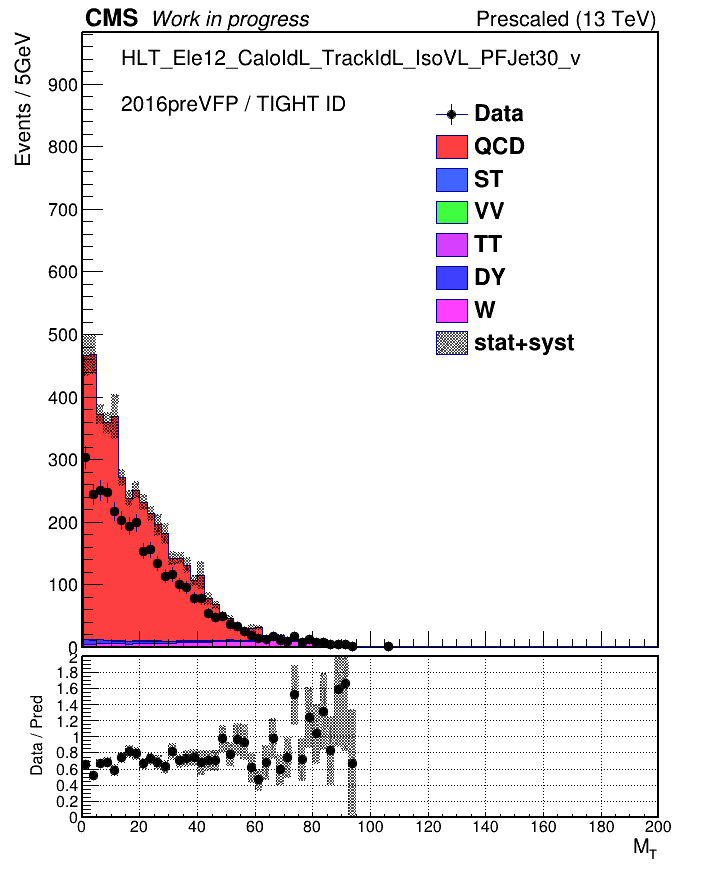 CMS Work in progress Prescaled (13 TeV)
Events / 5GeV
HLT_Ele12_CaloIdL_TrackIdL_IsoVL_PFJet30_v
2016preVFP / TIGHT ID
Data
QCD
ST
VV
TT
DY
W
stat+syst
900
800
700
600
500
400
300
200
100
0
Data / Pred
2
1.8
1.6
1.4
1.2
1
0.8
0.6
0.4
0.2
0
0 20 40 60 80 100 120 140 160 180 200
M_T